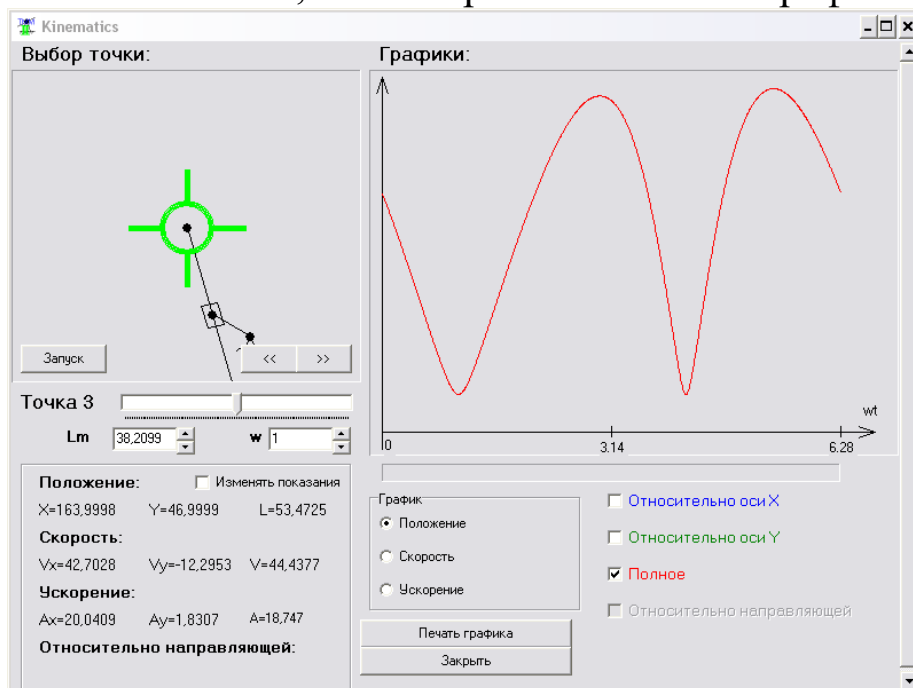 Kinematics
Выбор точки:
Графики:
Запуск
<<
>>
Точка 3
Lm 38,2099 w 1
wt
0 3.14 6.28
Положение: Изменять показания
X=163,9998 Y=46,9999 L=53,4725
Скорость:
Vx=42,7028 Vy=-12,2953 V=44,4377
Ускорение:
Ax=20,0409 Ay=1,8307 A=18,747
Относительно направляющей:
График
Положение
Скорость
Ускорение
Печать графика
Закрыть
Относительно оси X
Относительно оси Y
Полное
Относительно направляющей